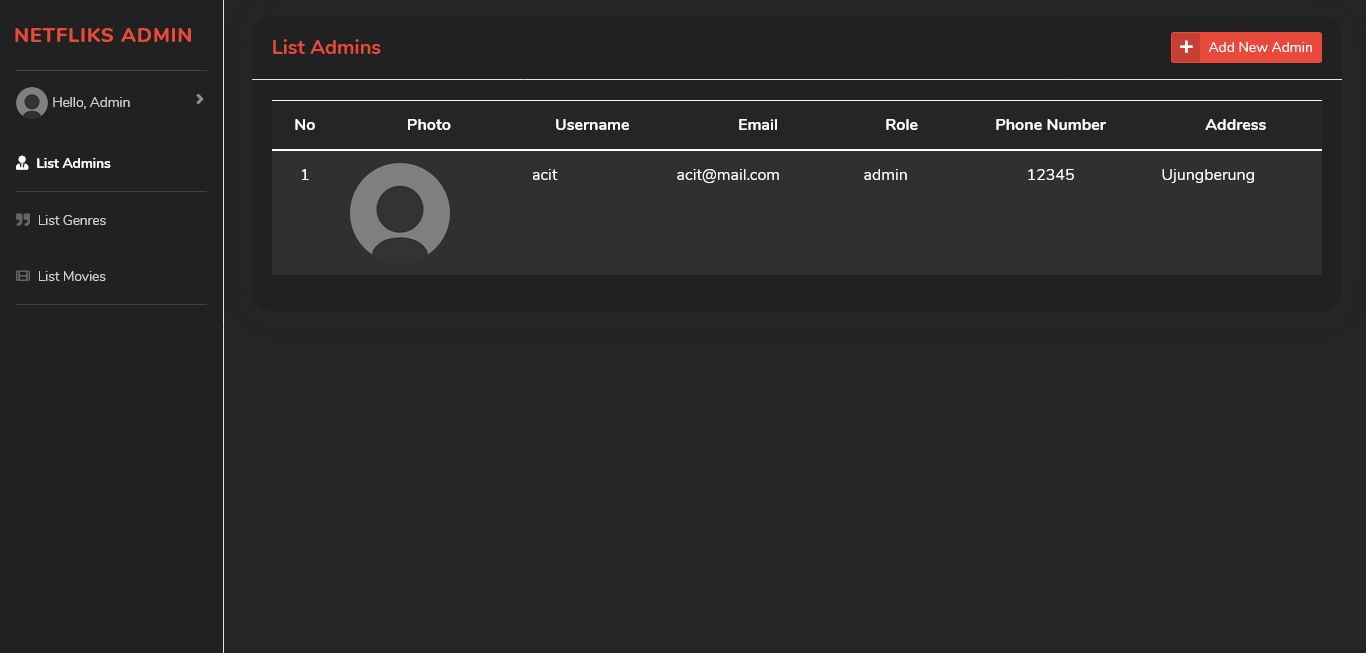 NETFLIKS ADMIN
Hello, Admin
List Admins
List Genres
List Movies
List Admins
Add New Admin
No Photo Username Email Role Phone Number Address
1 acit acit@mail.com admin 12345 Ujungberung